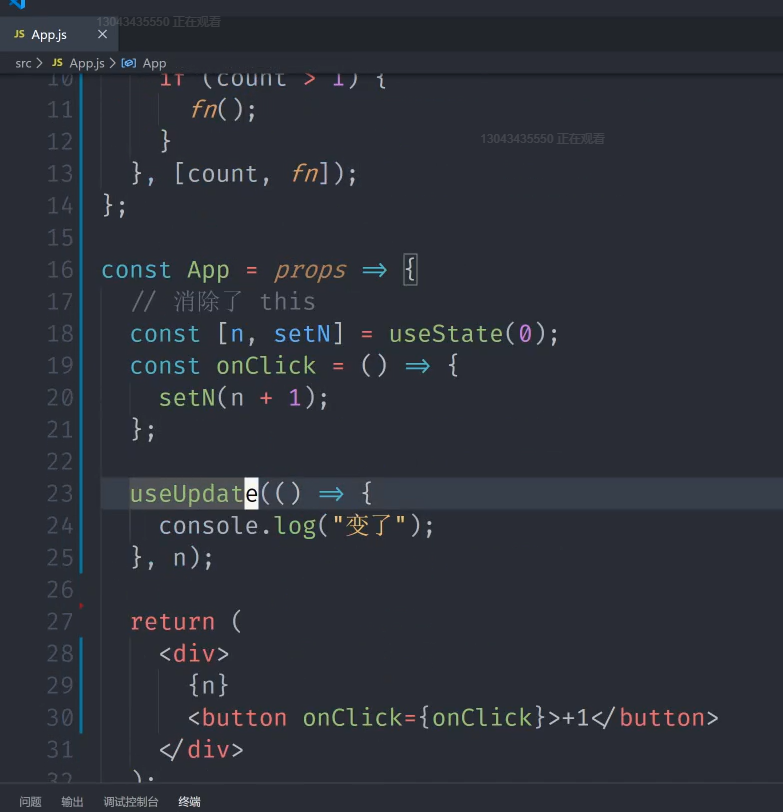 13043435550 正在观看
JS App.js ×
src > JS App.js > App
10 if (count > 1) {
11 fn();
12 }
13043435550 正在观看
13 }, [count, fn]);
14 };
15
16 const App = props => {
17 // 消除了 this
18 const [n, setN] = useState(0);
19 const onClick = () => {
20 setN(n + 1);
21 };
22
23 useUpdate(() => {
24 console.log("变了");
25 }, n);
26
27 return (
28 <div>
29 {n}
30 <button onClick={onClick}>+1</button>
31 </div>
32 );
问题 输出 调试控制台 终端